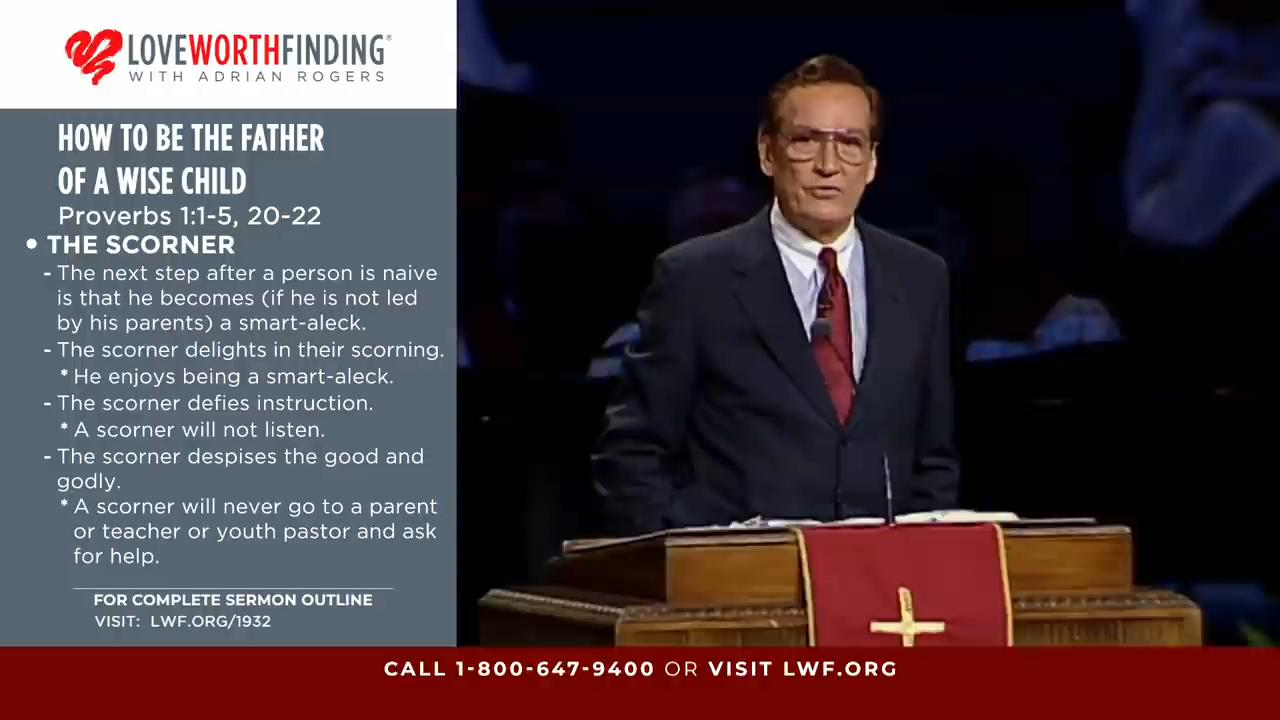 LOVEWORTHFINDING®
WITH ADRIAN ROGERS
HOW TO BE THE FATHER
OF A WISE CHILD
Proverbs 1:1-5, 20-22
• THE SCORNER
- The next step after a person is naive
is that he becomes (if he is not led
by his parents) a smart-aleck.
- The scorner delights in their scorning.
* He enjoys being a smart-aleck.
- The scorner defies instruction.
* A scorner will not listen.
- The scorner despises the good and
godly.
* A scorner will never go to a parent
or teacher or youth pastor and ask
for help.
FOR COMPLETE SERMON OUTLINE
VISIT: LWF.ORG/1932
CALL 1-800-647-9400 OR VISIT LWF.ORG